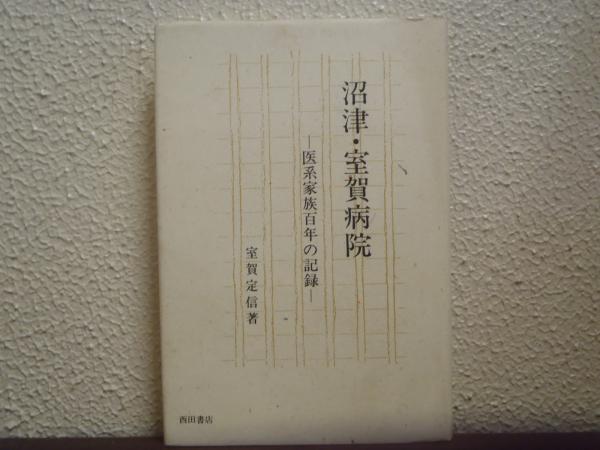 沼津・室賀病院
―医系家族百年の記録―
室賀定信著
西田書店